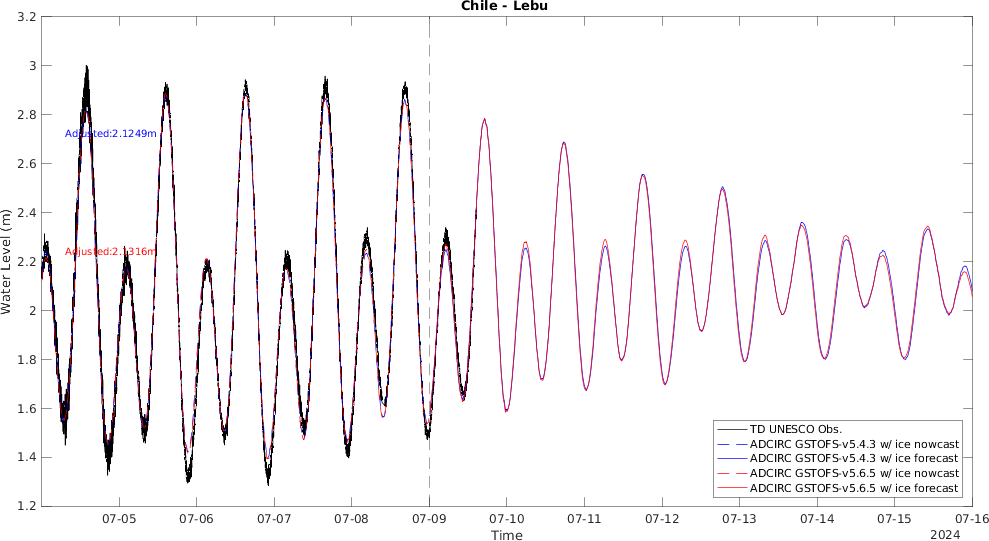 Chile - Lebu
3.2
3
2.8
2.6
2.4
2.2
2
1.8
1.6
1.4
1.2
Water Level (m)
Adjusted:2.1249m
Adjusted:2.1316m
TD UNESCO Obs.
ADCIRC GSTOFS-v5.4.3 w/ ice nowcast
ADCIRC GSTOFS-v5.4.3 w/ ice forecast
ADCIRC GSTOFS-v5.6.5 w/ ice nowcast
ADCIRC GSTOFS-v5.6.5 w/ ice forecast
07-05 07-06 07-07 07-08 07-09 07-10 07-11 07-12 07-13 07-14 07-15 07-16
Time
2024